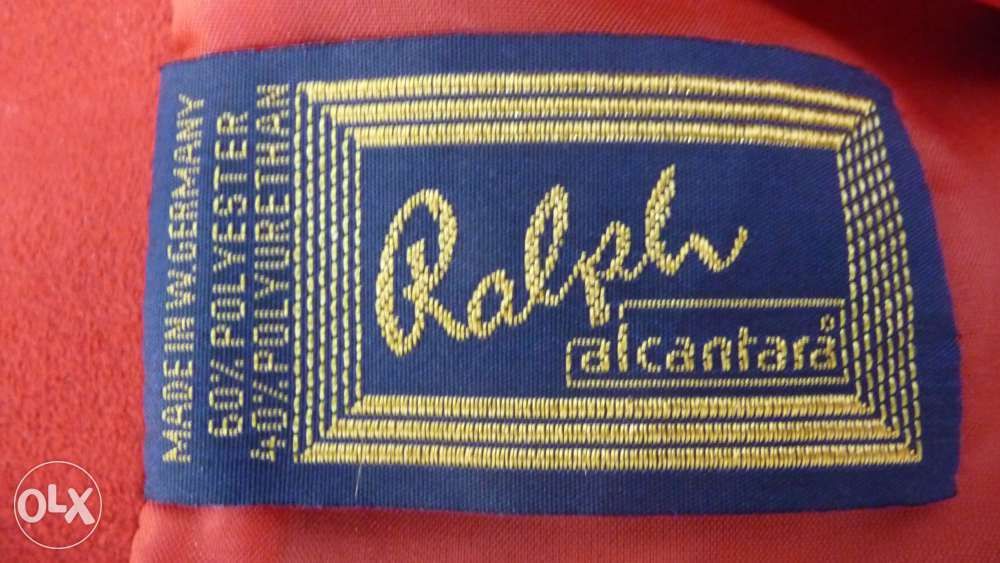 MADE IN W.GERMANY
60% POLYESTER
40% POLYURETHAN
Ralph
alcantara®
OLX